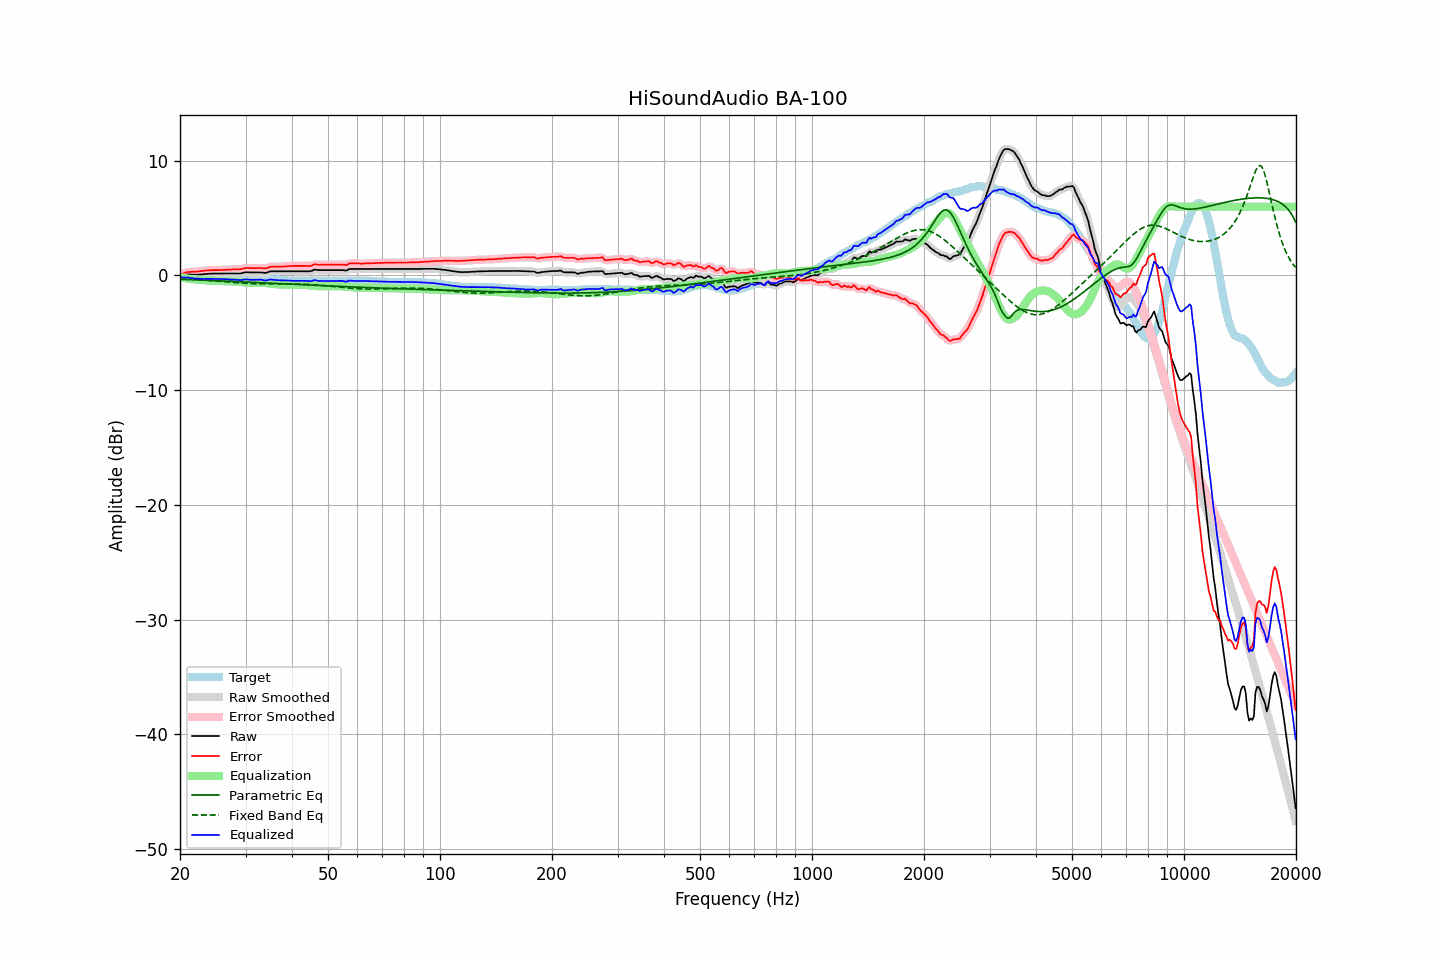 HiSoundAudio BA-100
Amplitude (dBr)
10
0
−10
−20
−30
−40
−50
Target
Raw Smoothed
Error Smoothed
Raw
Error
Equalization
Parametric Eq
Fixed Band Eq
Equalized
20
50
100
200
500
1000
2000
5000
10000
20000
Frequency (Hz)